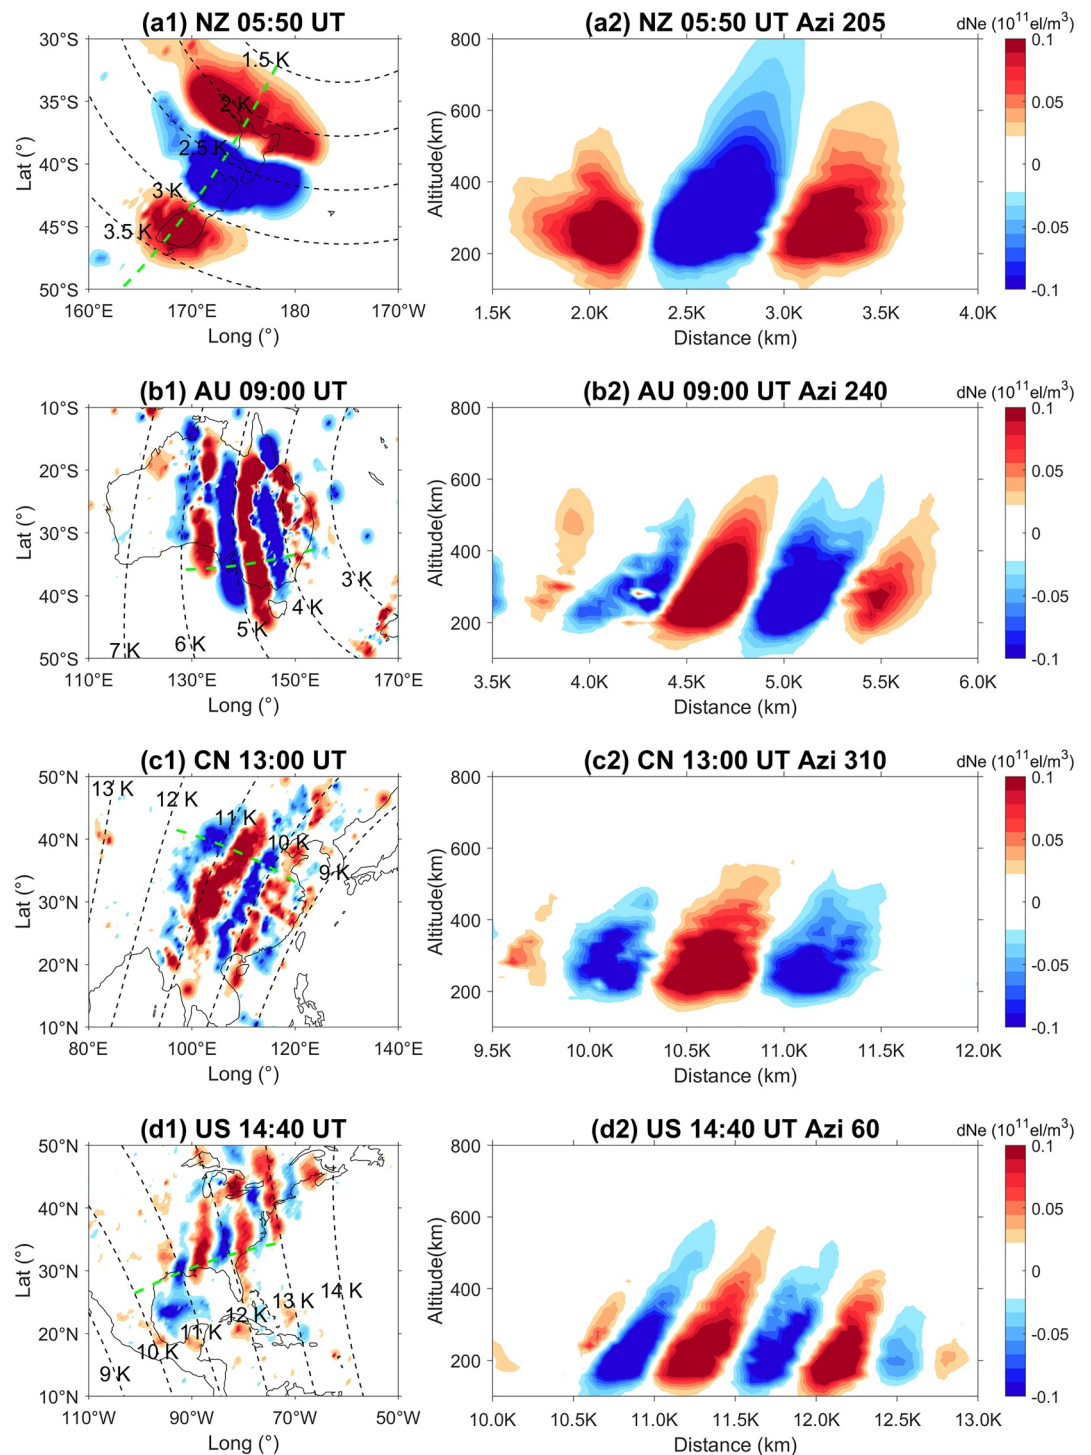 (a1) NZ 05:50 UT
30°S
35°S
40°S
45°S
50°S
Lat (°)
1.5 K
2 K
2.5 K
3 K
3.5 K
160°E 170°E 180° 170°W
Long (°)
(a2) NZ 05:50 UT Azi 205
800
600
400
200
Altitude(km)
1.5K 2.0K 2.5K 3.0K 3.5K 4.0K
Distance (km)
dNe (10¹¹el/m³)
0.1
0.05
0
-0.05
-0.1
(b1) AU 09:00 UT
10°S
20°S
30°S
40°S
50°S
Lat (°)
3 K
4 K
5 K
6 K
7 K
110°E 130°E 150°E 170°E
Long (°)
(b2) AU 09:00 UT Azi 240
800
600
400
200
Altitude(km)
3.5K 4.0K 4.5K 5.0K 5.5K 6.0K
Distance (km)
dNe (10¹¹el/m³)
0.1
0.05
0
-0.05
-0.1
(c1) CN 13:00 UT
50°N
40°N
30°N
20°N
10°N
Lat (°)
13 K
12 K
11 K
10 K
9 K
80°E 100°E 120°E 140°E
Long (°)
(c2) CN 13:00 UT Azi 310
800
600
400
200
Altitude(km)
9.5K 10.0K 10.5K 11.0K 11.5K 12.0K
Distance (km)
dNe (10¹¹el/m³)
0.1
0.05
0
-0.05
-0.1
(d1) US 14:40 UT
50°N
40°N
30°N
20°N
10°N
Lat (°)
14 K
13 K
12 K
11 K
10 K
9 K
110°W 90°W 70°W 50°W
Long (°)
(d2) US 14:40 UT Azi 60
800
600
400
200
Altitude(km)
10.0K 10.5K 11.0K 11.5K 12.0K 12.5K 13.0K
Distance (km)
dNe (10¹¹el/m³)
0.1
0.05
0
-0.05
-0.1